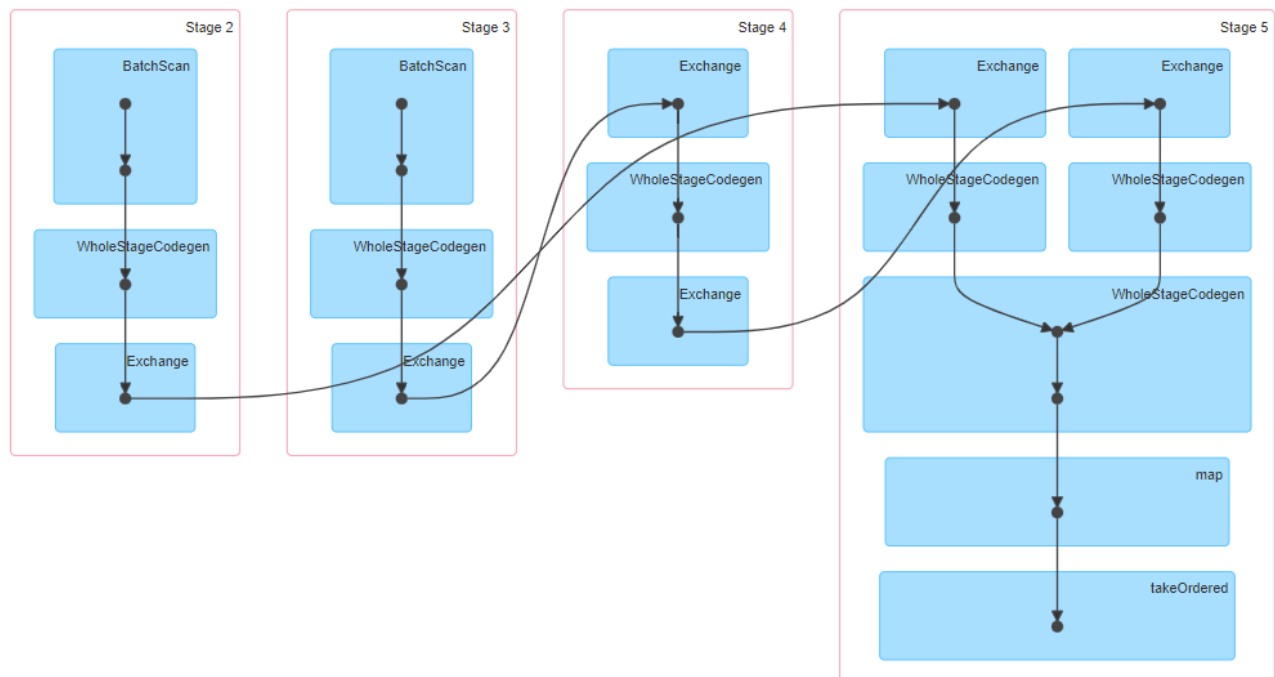 Stage 2
BatchScan
WholeStageCodegen
Exchange
Stage 3
BatchScan
WholeStageCodegen
Exchange
Stage 4
Exchange
WholeStageCodegen
Exchange
Stage 5
Exchange
Exchange
WholeStageCodegen
WholeStageCodegen
WholeStageCodegen
map
takeOrdered